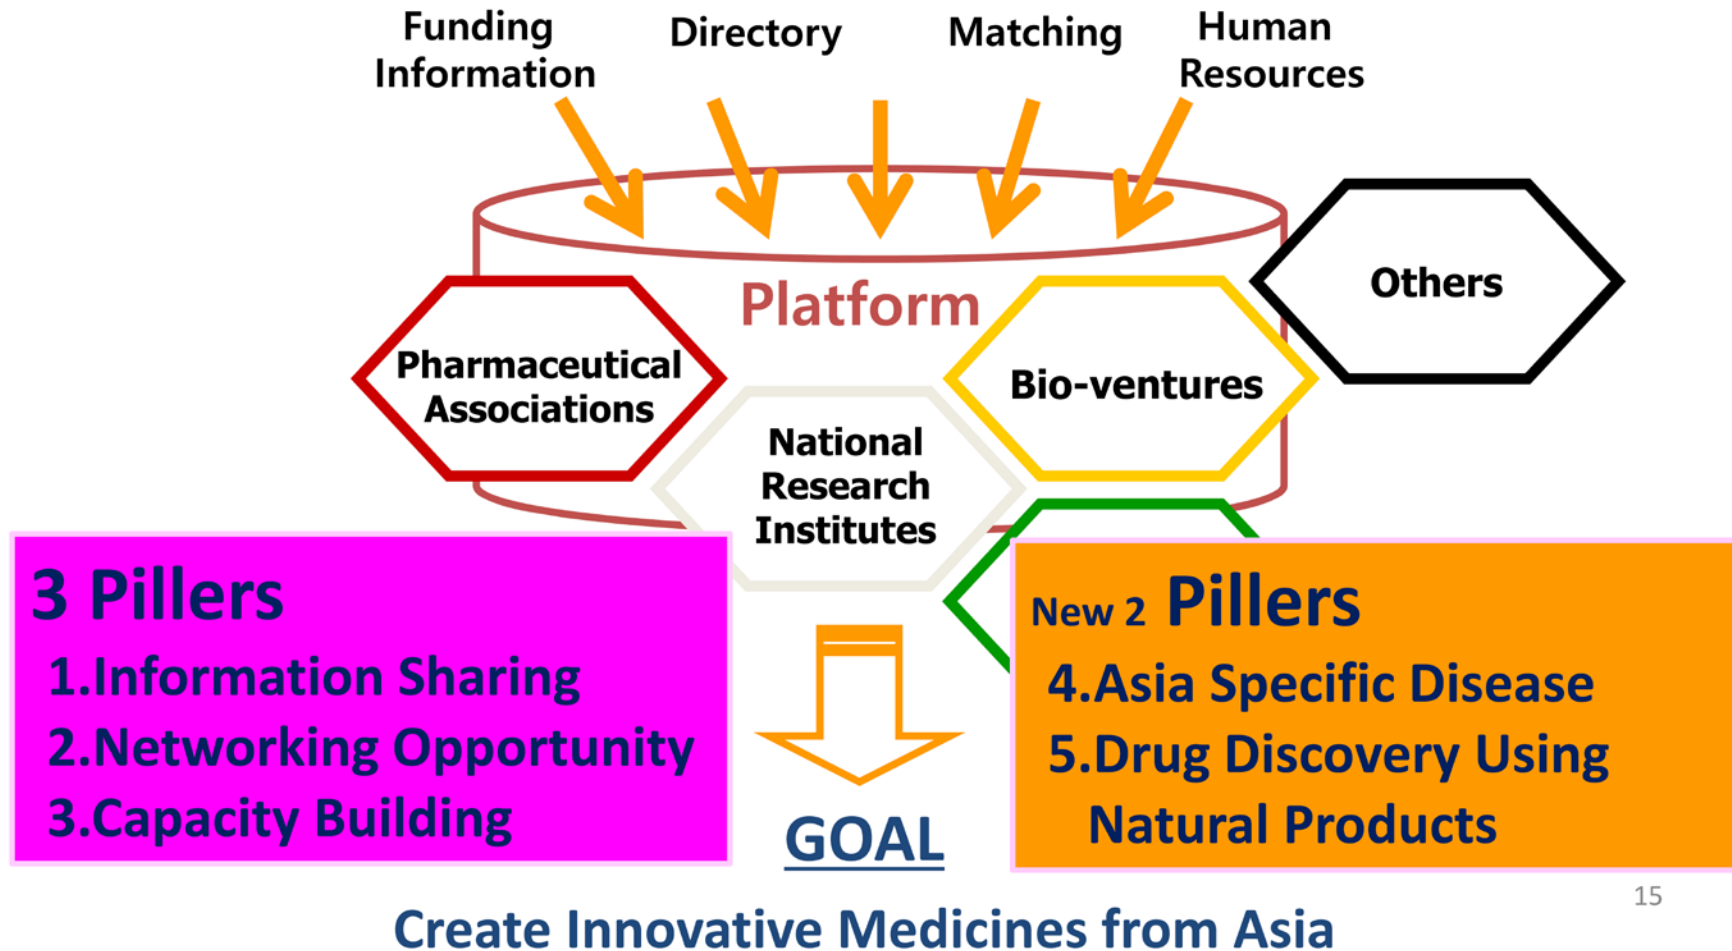 Funding
Information
Directory
Matching
Human
Resources
Platform
Others
Pharmaceutical
Associations
Bio-ventures
National
Research
Institutes
3 Pillers
1.Information Sharing
2.Networking Opportunity
3.Capacity Building
New 2 Pillers
4.Asia Specific Disease
5.Drug Discovery Using
Natural Products
GOAL
Create Innovative Medicines from Asia
15